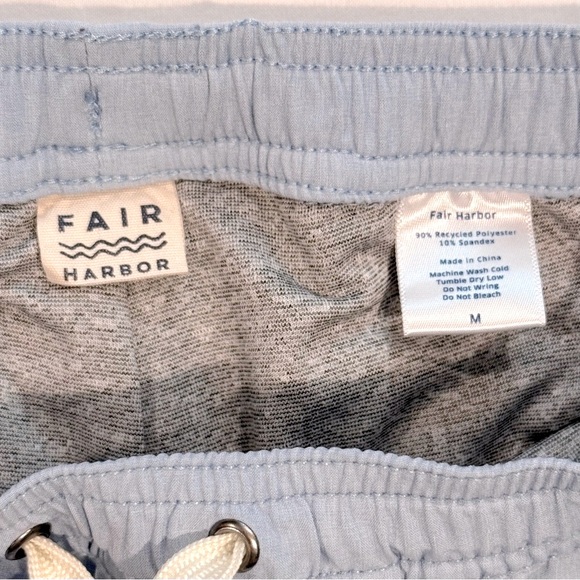 FAIR
HARBOR
Fair Harbor
90% Recycled Polyester
10% Spandex
Made in China
Machine Wash Cold
Tumble Dry Low
Do Not Wring
Do Not Bleach
M